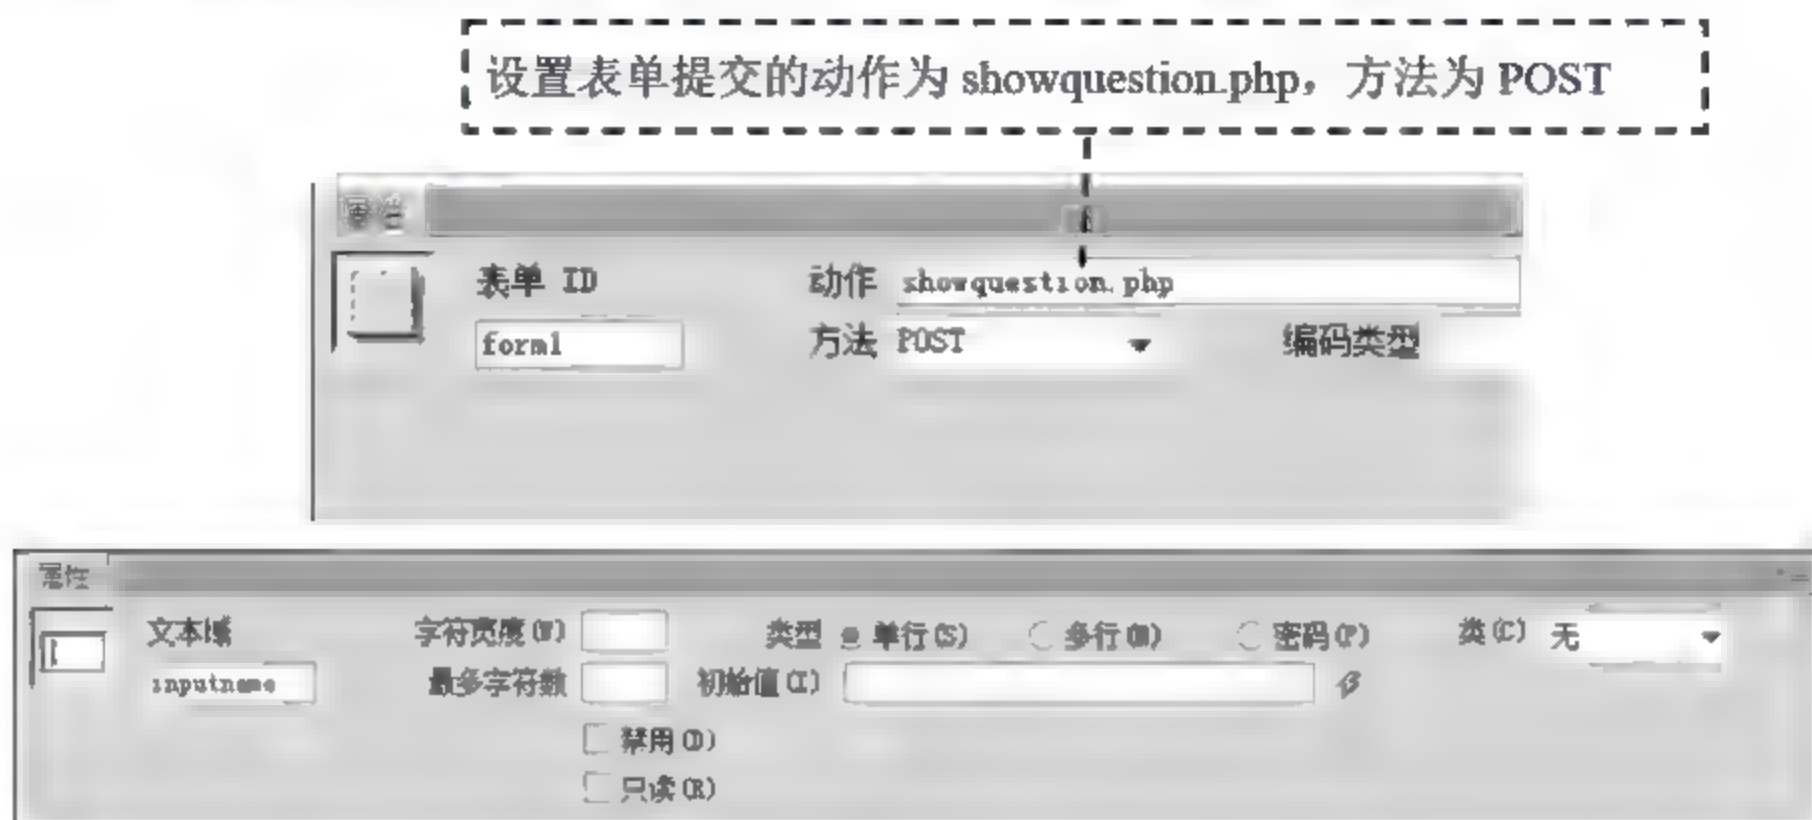 设置表单提交的动作为 showquestion.php，方法为 POST
属性
表单 ID
动作 showquestion.php
form1
方法 POST
编码类型
属性
文本域
字符宽度(W)
类型 单行(S) 多行(M) 密码(P)
类(C) 无
inputname
最多字符数
初始值(I)
禁用(D)
只读(R)